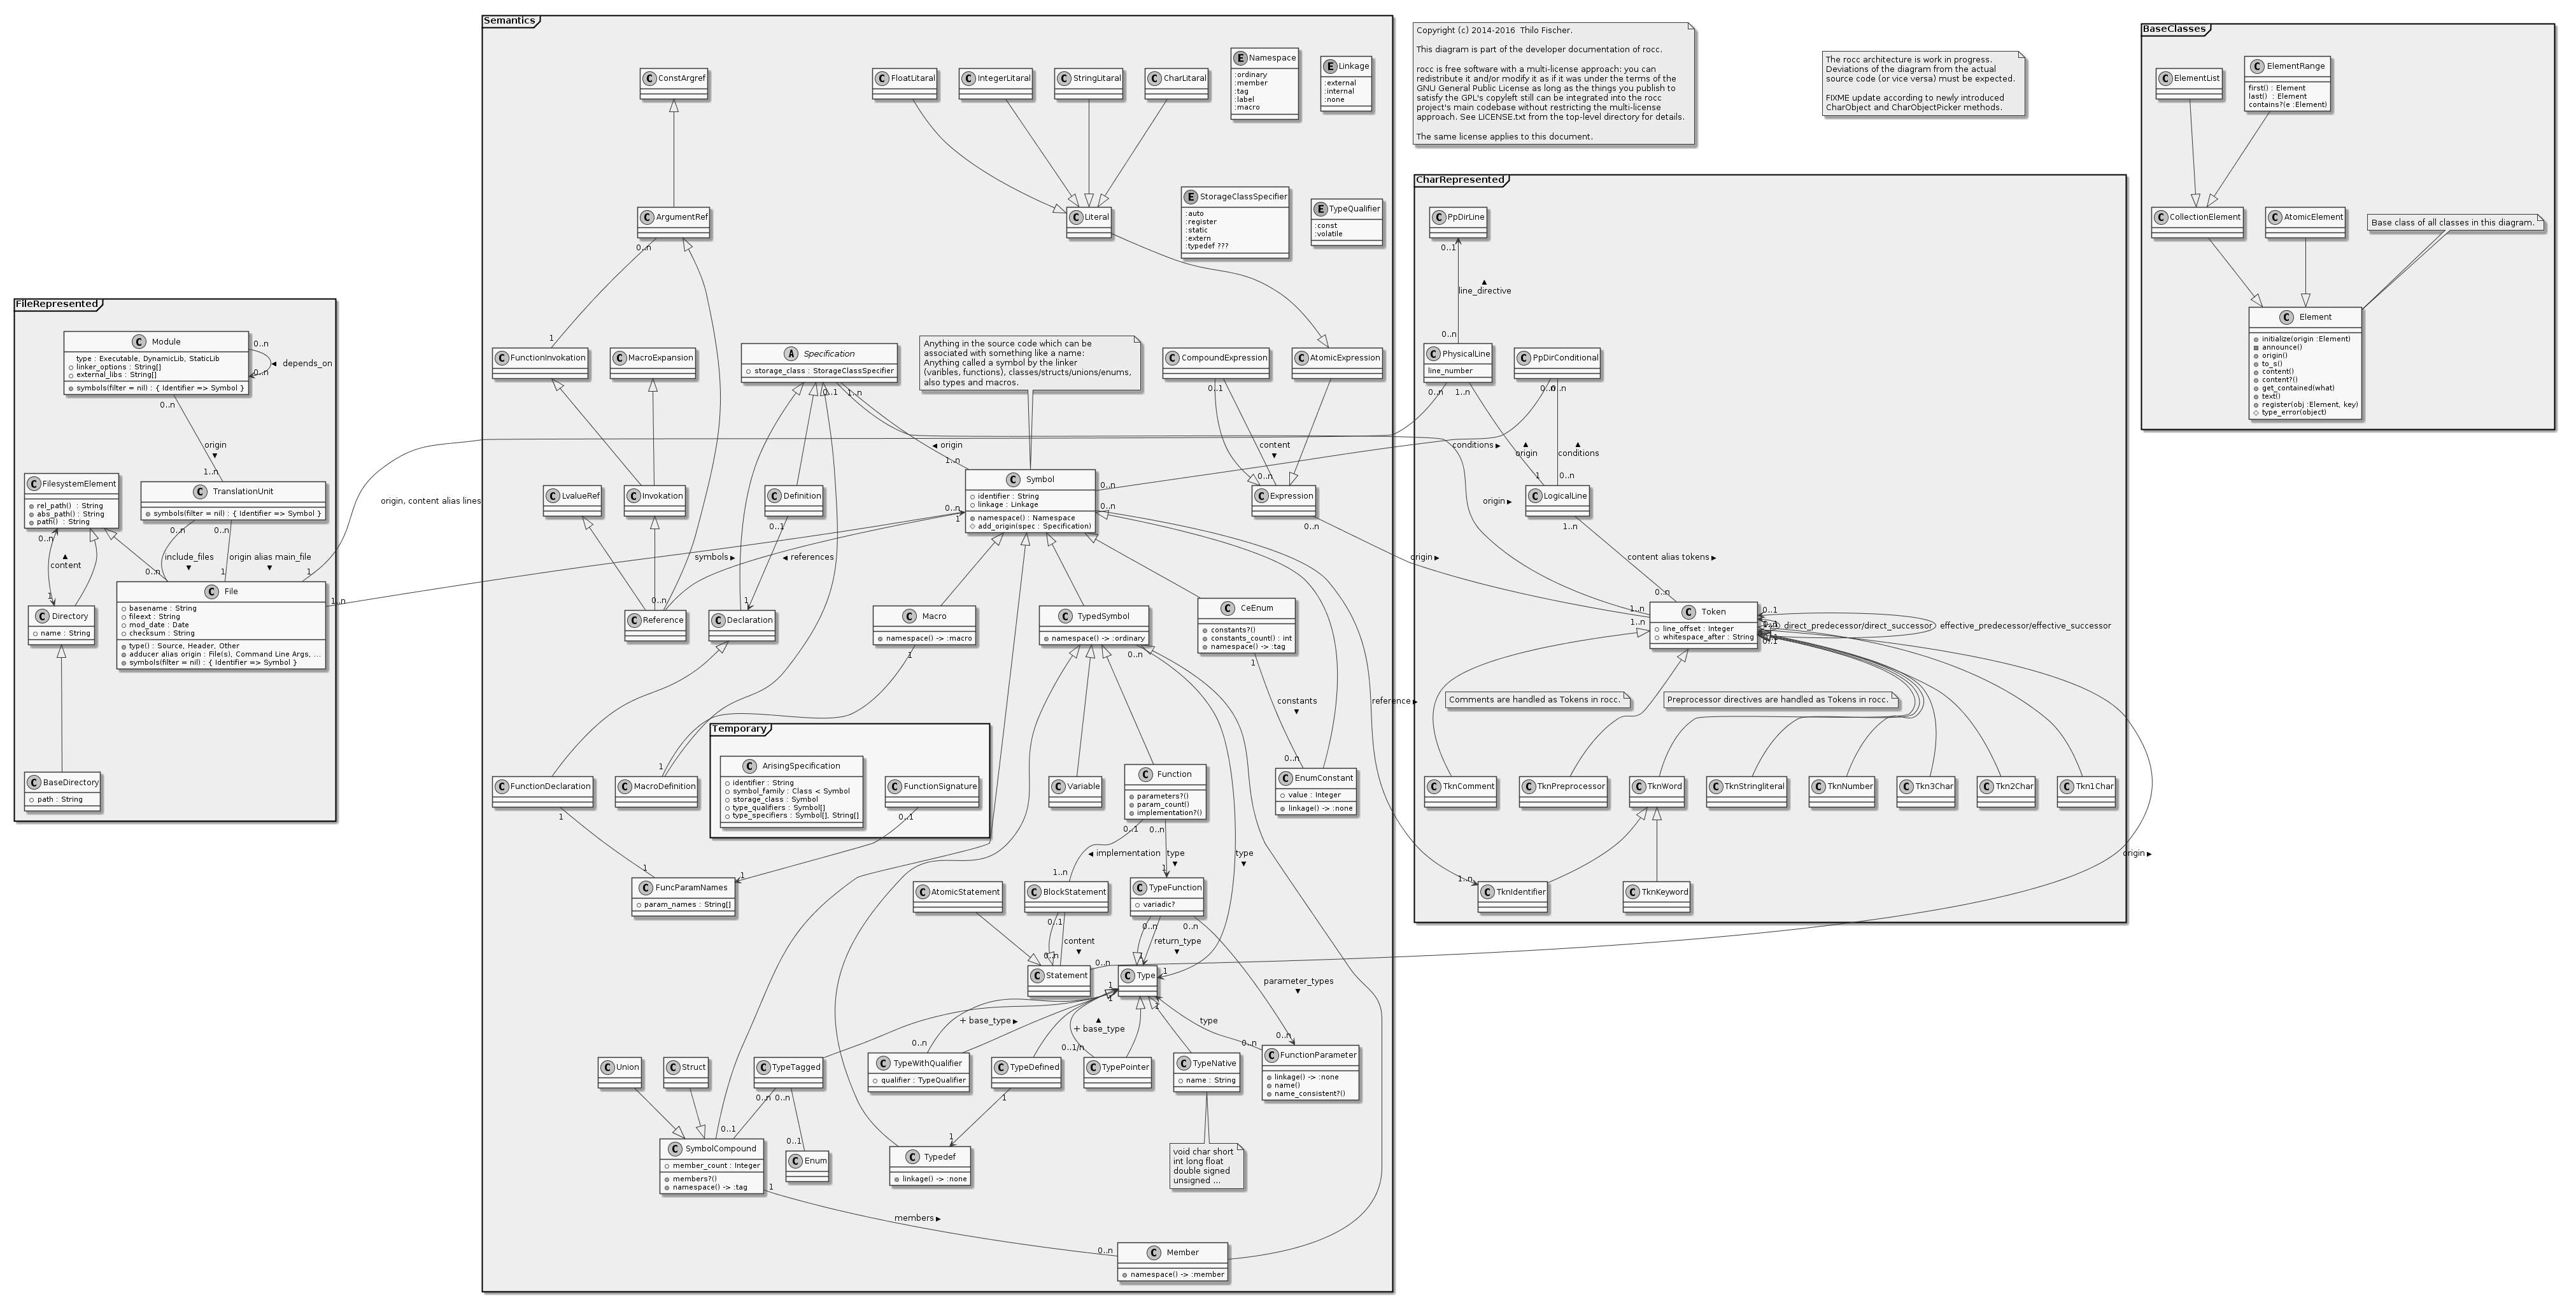 Semantics
C ConstArgref
C FloatLitaral
C IntegerLitaral
C StringLitaral
C CharLitaral
E Namespace
:ordinary
:member
:tag
:label
:macro
E Linkage
:external
:internal
:none
E StorageClassSpecifier
:auto
:register
:static
:extern
:typedef ???
E TypeQualifier
:const
:volatile
C ArgumentRef
0..n
C Literal
1
C FunctionInvokation
C MacroExpansion
A Specification
storage_class : StorageClassSpecifier
0..1
1..n
Anything in the source code which can be
associated with something like a name:
Anything called a symbol by the linker
(varibles, functions), classes/structs/unions/enums,
also types and macros.
C CompoundExpression
C AtomicExpression
0..1
content
0..n
origin
1..n
C LvalueRef
C Invokation
C Definition
0..1
C Symbol
identifier : String
linkage : Linkage
namespace() : Namespace
add_origin(spec : Specification)
0..n
1
0..n
0..n
C Expression
0..n
symbols
references
0..n
1
C Reference
C Declaration
C Macro
namespace() -> :macro
1
C TypedSymbol
namespace() -> :ordinary
0..n
C CeEnum
constants?()
constants_count() : int
namespace() -> :tag
1
constants
0..n
Temporary
C ArisingSpecification
identifier : String
symbol_family : Class < Symbol
storage_class : Symbol
type_qualifiers : Symbol[]
type_specifiers : Symbol[], String[]
C FunctionSignature
0..1
C FunctionDeclaration
1
1
C MacroDefinition
C Variable
C Function
parameters?()
param_count()
implementation?()
0..1
0..n
C EnumConstant
value : Integer
linkage() -> :none
implementation
type
type
1
1
1..n
1
C FuncParamNames
param_names : String[]
C AtomicStatement
C BlockStatement
0..1
content
0..n
C TypeFunction
variadic?
0..n
0..n
return_type
1
C Statement
0..n
C Type
1
1
1
1
parameter_types
0..n
+ base_type
0..n
+ base_type
0..1/n
type
0..n
C Union
C Struct
C TypeTagged
0..n
0..n
C TypeWithQualifier
qualifier : TypeQualifier
C TypeDefined
1
C TypePointer
C TypeNative
name : String
C FunctionParameter
linkage() -> :none
name()
name_consistent?()
0..1
0..1
1
C SymbolCompound
member_count : Integer
members?()
namespace() -> :tag
1
C Enum
C Typedef
linkage() -> :none
void char short
int long float
double signed
unsigned ...
members
0..n
C Member
namespace() -> :member
FileRepresented
C Module
type : Executable, DynamicLib, StaticLib
linker_options : String[]
external_libs : String[]
symbols(filter = nil) : { Identifier => Symbol }
0..n
depends_on
0..n
0..n
origin
1..n
C FilesystemElement
rel_path() : String
abs_path() : String
path() : String
C TranslationUnit
symbols(filter = nil) : { Identifier => Symbol }
0..n
0..n
0..n
content
include_files
origin alias main_file
1
0..n
1
1
C Directory
name : String
C File
basename : String
fileext : String
mod_date : Date
checksum : String
type() : Source, Header, Other
adducer alias origin : File(s), Command Line Args, ...
symbols(filter = nil) : { Identifier => Symbol }
1..n
C BaseDirectory
path : String
origin, content alias lines
Copyright (c) 2014-2016 Thilo Fischer.
This diagram is part of the developer documentation of rocc.
rocc is free software with a multi-license approach: you can
redistribute it and/or modify it as if it was under the terms of the
GNU General Public License as long as the things you publish to
satisfy the GPL's copyleft still can be integrated into the rocc
project's main codebase without restricting the multi-license
approach. See LICENSE.txt from the top-level directory for details.
The same license applies to this document.
The rocc architecture is work in progress.
Deviations of the diagram from the actual
source code (or vice versa) must be expected.
FIXME update according to newly introduced
CharObject and CharObjectPicker methods.
CharRepresented
C PpDirLine
0..1
line_directive
0..n
C PhysicalLine
line_number
0..n
1..n
C PpDirConditional
0..n
0..n
conditions
origin
conditions
1
0..n
origin
C LogicalLine
1..n
origin
content alias tokens
0..n
1..n
1..n
C Token
line_offset : Integer
whitespace_after : String
0..1
0..1
direct_predecessor/direct_successor
effective_predecessor/effective_successor
reference
Comments are handled as Tokens in rocc.
Preprocessor directives are handled as Tokens in rocc.
C TknComment
C TknPreprocessor
C TknWord
C TknStringliteral
C TknNumber
C Tkn3Char
C Tkn2Char
C Tkn1Char
origin
1..n
C TknIdentifier
C TknKeyword
BaseClasses
C ElementList
C ElementRange
first() : Element
last() : Element
contains?(e :Element)
C CollectionElement
C AtomicElement
Base class of all classes in this diagram.
C Element
initialize(origin :Element)
announce()
origin()
to_s()
content()
content?()
get_contained(what)
text()
register(obj :Element, key)
type_error(object)